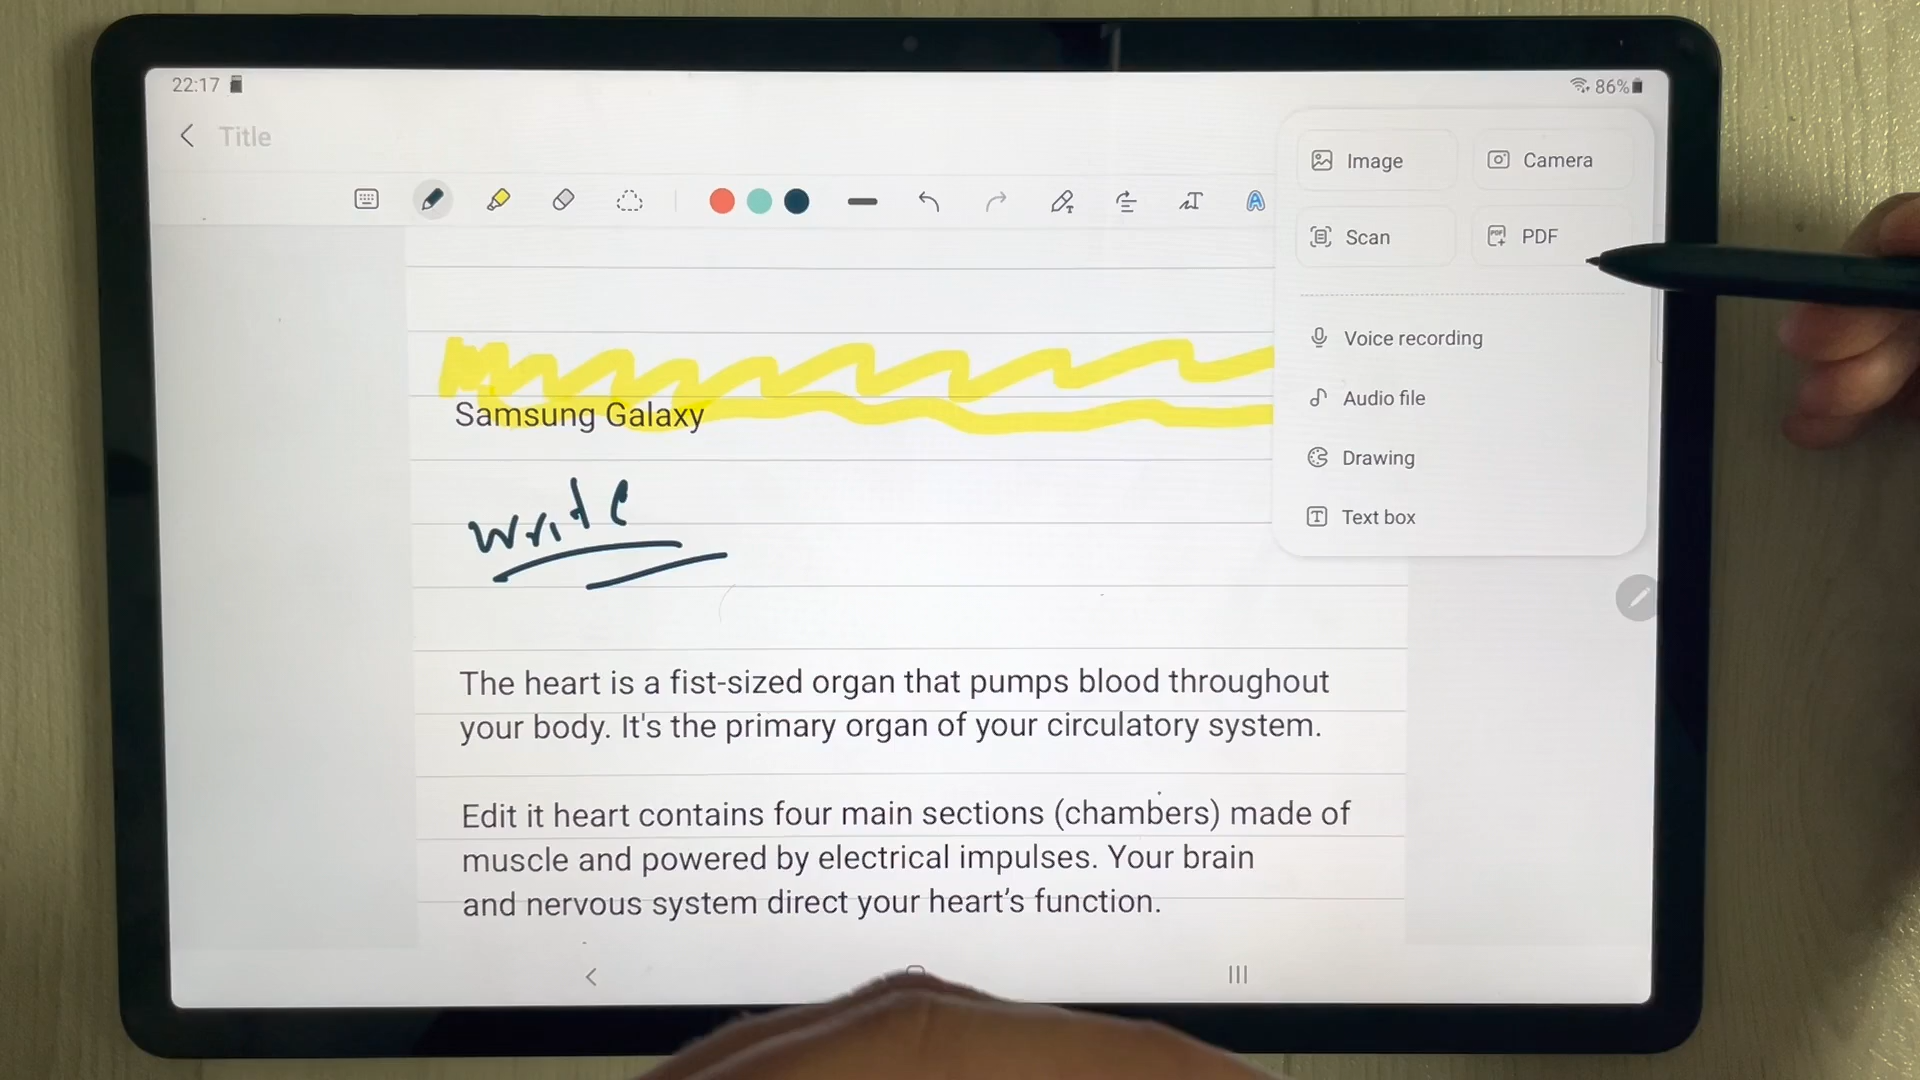 22:17
86%
Title
Image
Camera
Scan
PDF
Voice recording
Audio file
Drawing
Text box
Samsung Galaxy
write
The heart is a fist-sized organ that pumps blood throughout
your body. It's the primary organ of your circulatory system.
Edit it heart contains four main sections (chambers) made of
muscle and powered by electrical impulses. Your brain
and nervous system direct your heart's function.